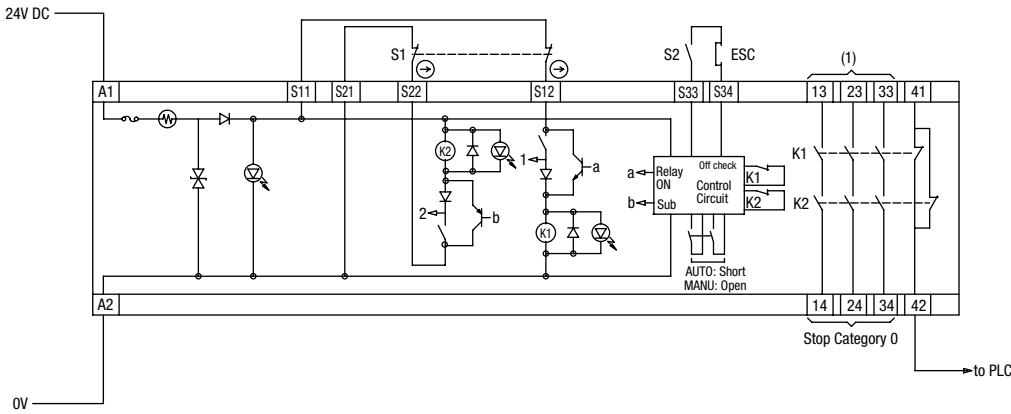 24V DC
S1
S2
ESC
(1)
A1
S11
S21
S22
S12
S33
S34
13
23
33
41
K2
1
a
2
b
K1
a
Relay
ON
b
Sub
Off check
Control
Circuit
K1
K2
K1
K2
AUTO: Short
MANU: Open
A2
14
24
34
42
Stop Category 0
to PLC
0V